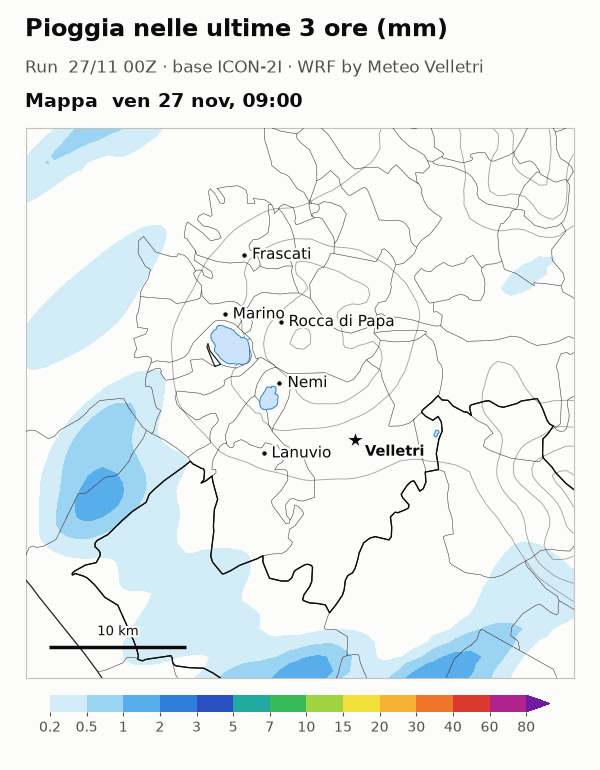 Pioggia nelle ultime 3 ore (mm)
Run  27/11 00Z · base ICON-2I · WRF by Meteo Velletri
Mappa  ven 27 nov, 09:00
Frascati
Marino
Rocca di Papa
Nemi
Velletri
Lanuvio
10 km
0.2 0.5 1 2 3 5 7 10 15 20 30 40 60 80